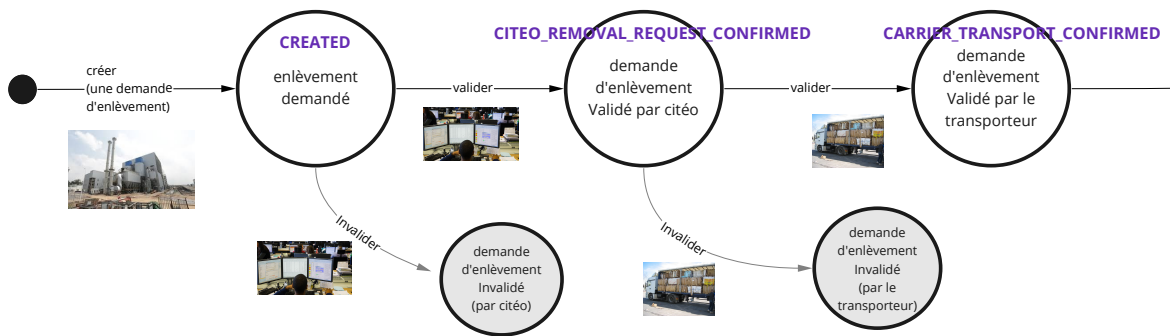 CREATED
CITEO_REMOVAL_REQUEST_CONFIRMED
CARRIER_TRANSPORT_CONFIRMED
créer
(une demande
d'enlèvement)
enlèvement
demandé
valider
demande
d'enlèvement
Validé par citéo
valider
demande
d'enlèvement
Validé par le
transporteur
Invalider
demande
d'enlèvement
Invalidé
(par citéo)
Invalider
demande
d'enlèvement
Invalidé
(par le
transporteur)